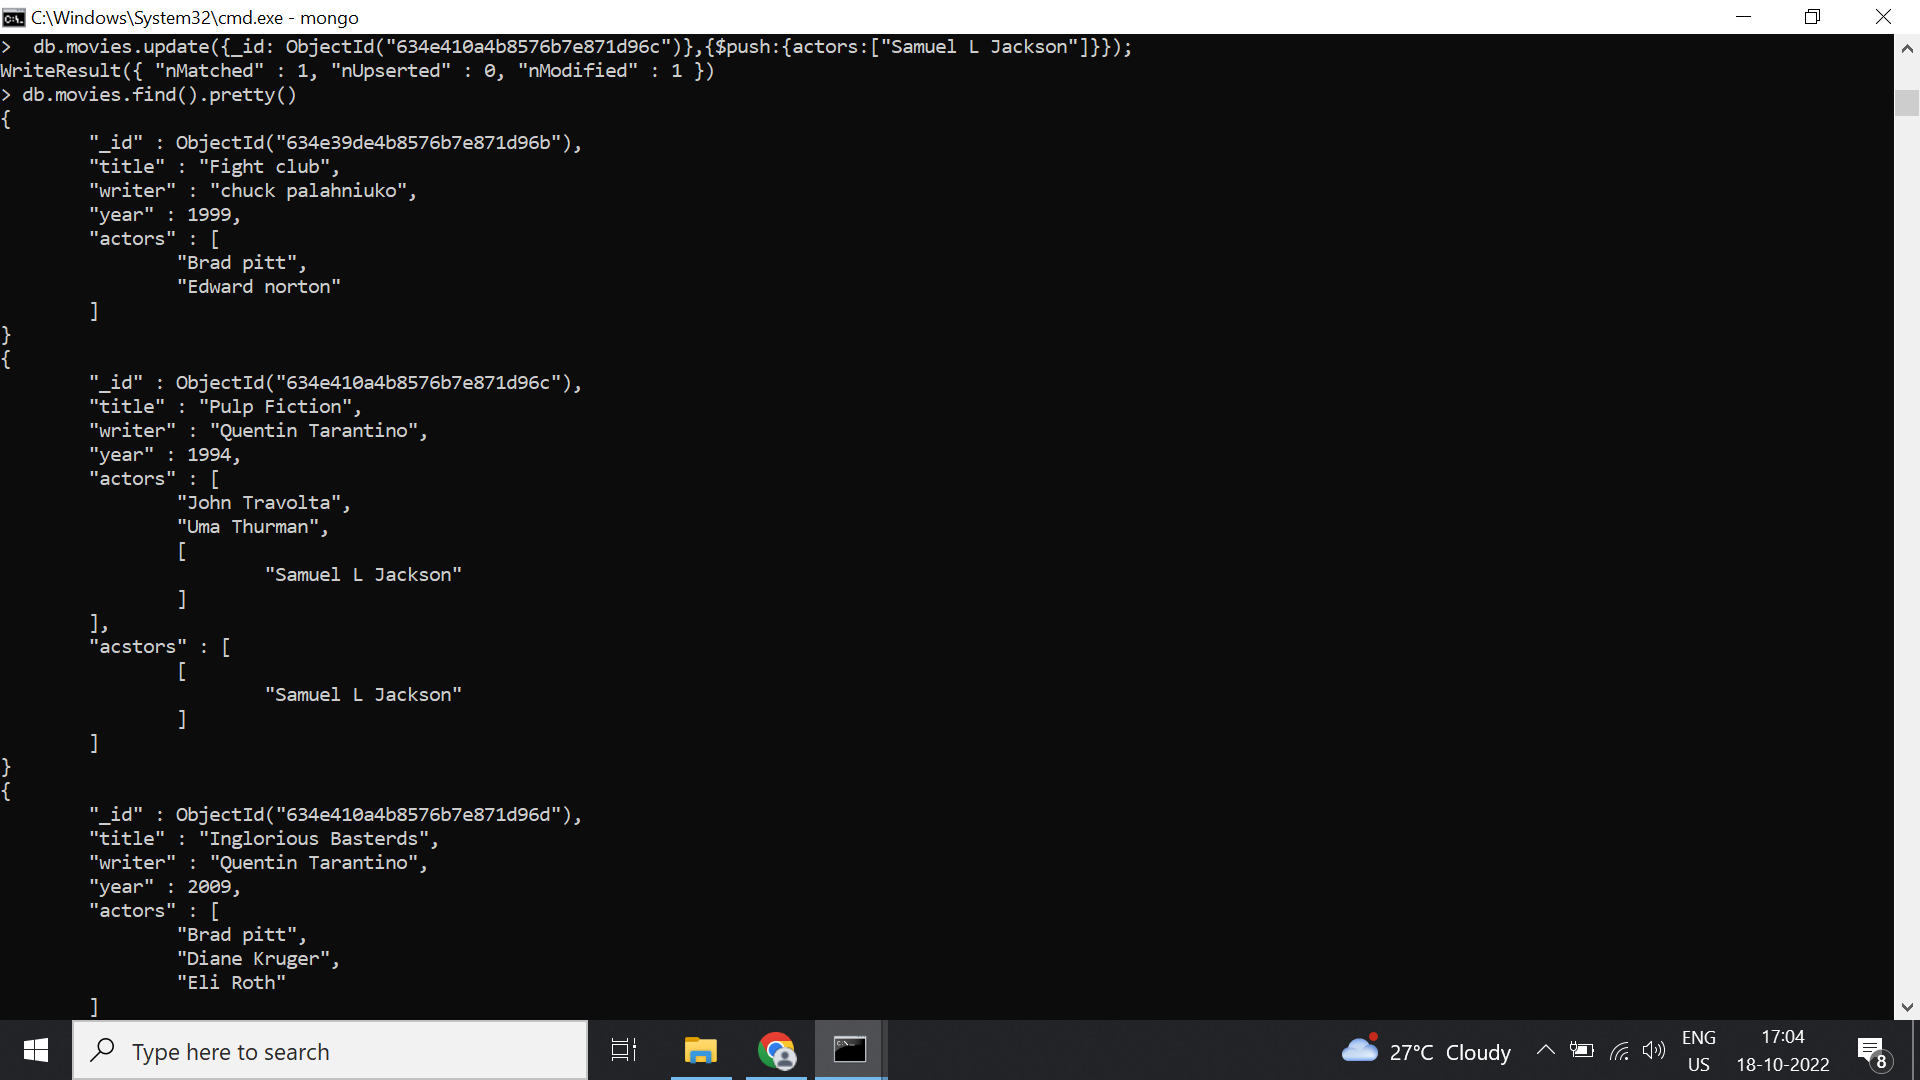 C:\Windows\System32\cmd.exe - mongo
>  db.movies.update({_id: ObjectId("634e410a4b8576b7e871d96c")},{$push:{actors:["Samuel L Jackson"]}});
WriteResult({ "nMatched" : 1, "nUpserted" : 0, "nModified" : 1 })
> db.movies.find().pretty()
{
        "_id" : ObjectId("634e39de4b8576b7e871d96b"),
        "title" : "Fight club",
        "writer" : "chuck palahniuko",
        "year" : 1999,
        "actors" : [
                "Brad pitt",
                "Edward norton"
        ]
}
{
        "_id" : ObjectId("634e410a4b8576b7e871d96c"),
        "title" : "Pulp Fiction",
        "writer" : "Quentin Tarantino",
        "year" : 1994,
        "actors" : [
                "John Travolta",
                "Uma Thurman",
                [
                        "Samuel L Jackson"
                ]
        ],
        "acstors" : [
                [
                        "Samuel L Jackson"
                ]
        ]
}
{
        "_id" : ObjectId("634e410a4b8576b7e871d96d"),
        "title" : "Inglorious Basterds",
        "writer" : "Quentin Tarantino",
        "year" : 2009,
        "actors" : [
                "Brad pitt",
                "Diane Kruger",
                "Eli Roth"
        ]
Type here to search
27°C Cloudy
ENG
US
17:04
18-10-2022
8